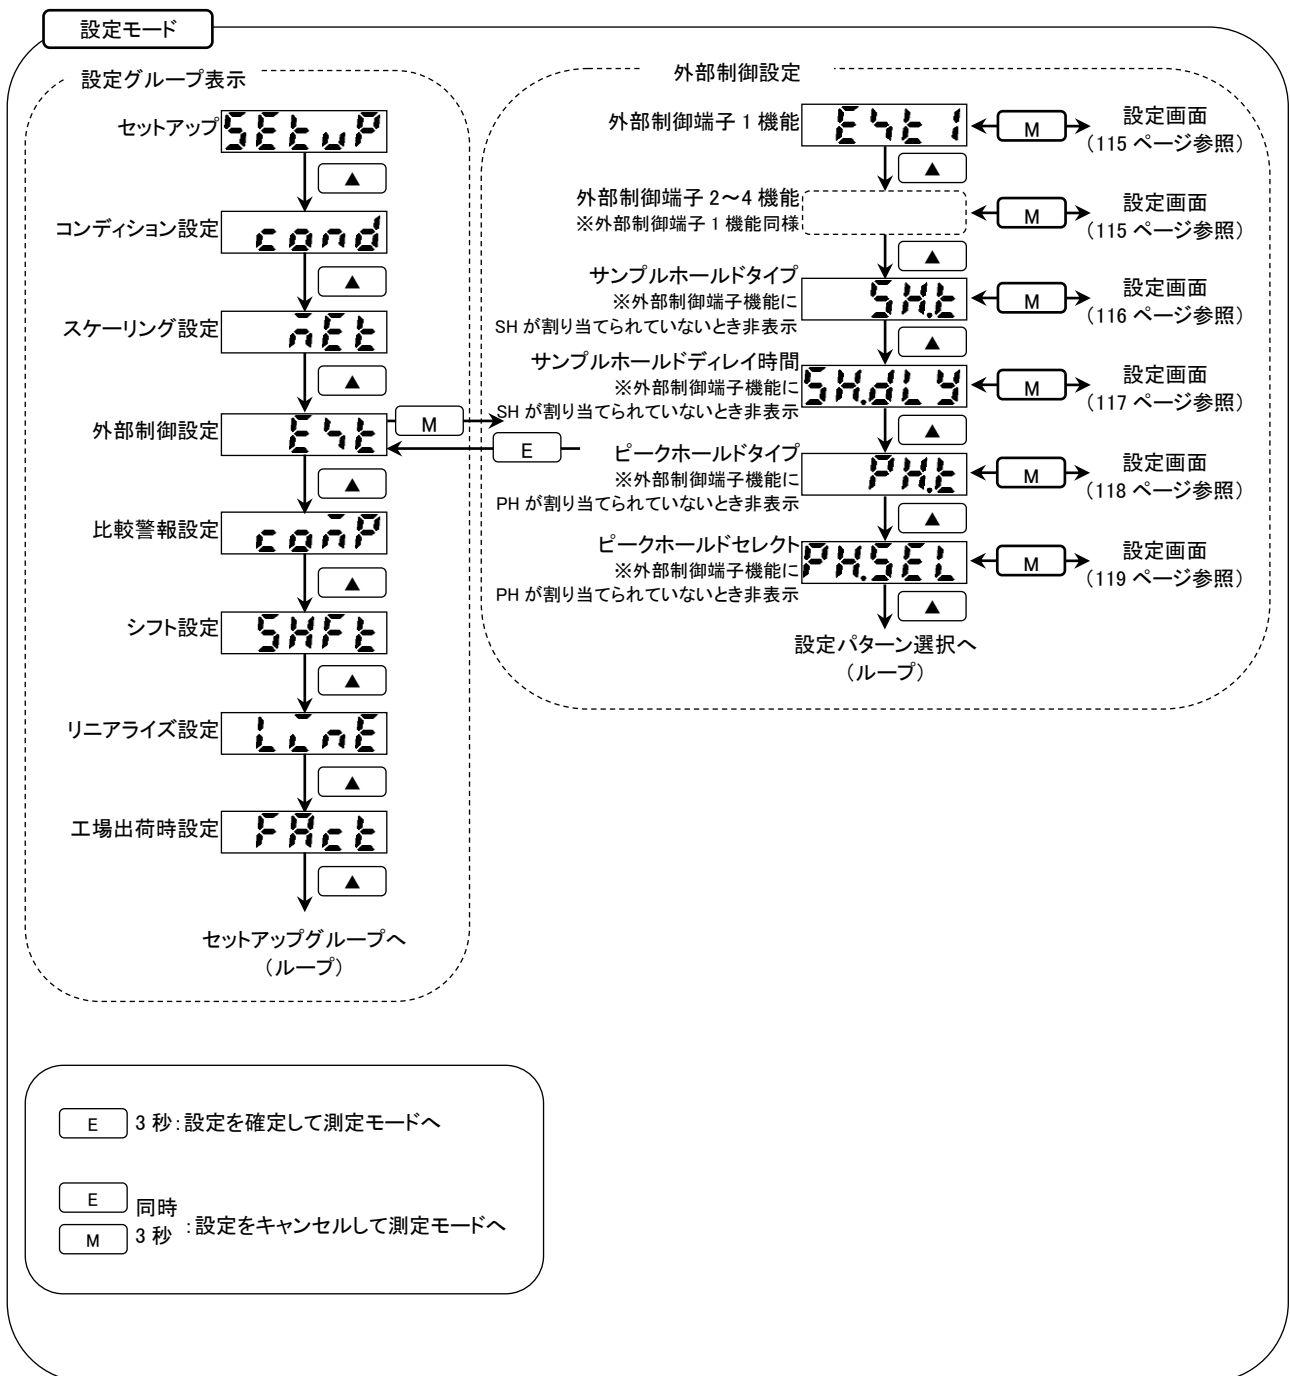 設定モード
設定グループ表示
セットアップ SEtuP
▲
コンディション設定 cond
▲
スケーリング設定 mEt
▲
外部制御設定 Ext
M
E
▲
比較警報設定 comP
▲
シフト設定 SHFt
▲
リニアライズ設定 LinE
▲
工場出荷時設定 FAct
▲
セットアップグループへ
（ループ）
外部制御設定
外部制御端子 1 機能 Ext1 M 設定画面
（115 ページ参照）
▲
外部制御端子 2～4 機能 M 設定画面
※外部制御端子 1 機能同様 （115 ページ参照）
▲
サンプルホールドタイプ SH.t M 設定画面
※外部制御端子機能に （116 ページ参照）
SH が割り当てられていないとき非表示
▲
サンプルホールドディレイ時間 SH.dLY M 設定画面
※外部制御端子機能に （117 ページ参照）
SH が割り当てられていないとき非表示
▲
ピークホールドタイプ PH.t M 設定画面
※外部制御端子機能に （118 ページ参照）
PH が割り当てられていないとき非表示
▲
ピークホールドセレクト PH.SEL M 設定画面
※外部制御端子機能に （119 ページ参照）
PH が割り当てられていないとき非表示
▲
設定パターン選択へ
（ループ）
E 3 秒：設定を確定して測定モードへ
E 同時
M 3 秒 ：設定をキャンセルして測定モードへ